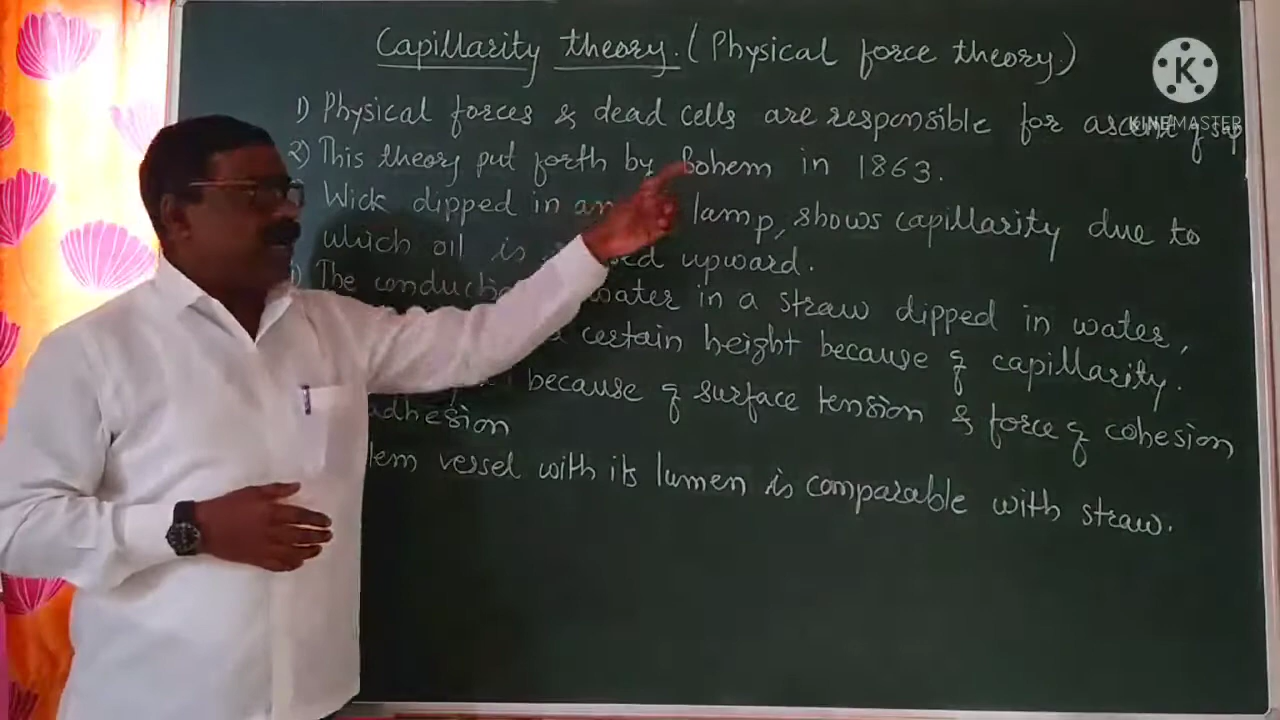 Capillarity theory. (Physical force theory.)
1) Physical forces & dead cells are responsible for ascent of sap
2) This theory put forth by Bohem in 1863.
Wick dipped in an lamp, shows capillarity due to
which oil is upward.
The water in a straw dipped in water,
certain height because of capillarity.
because of surface tension & force of cohesion
adhesion
vessel with its lumen is comparable with straw.
K
KINEMASTER